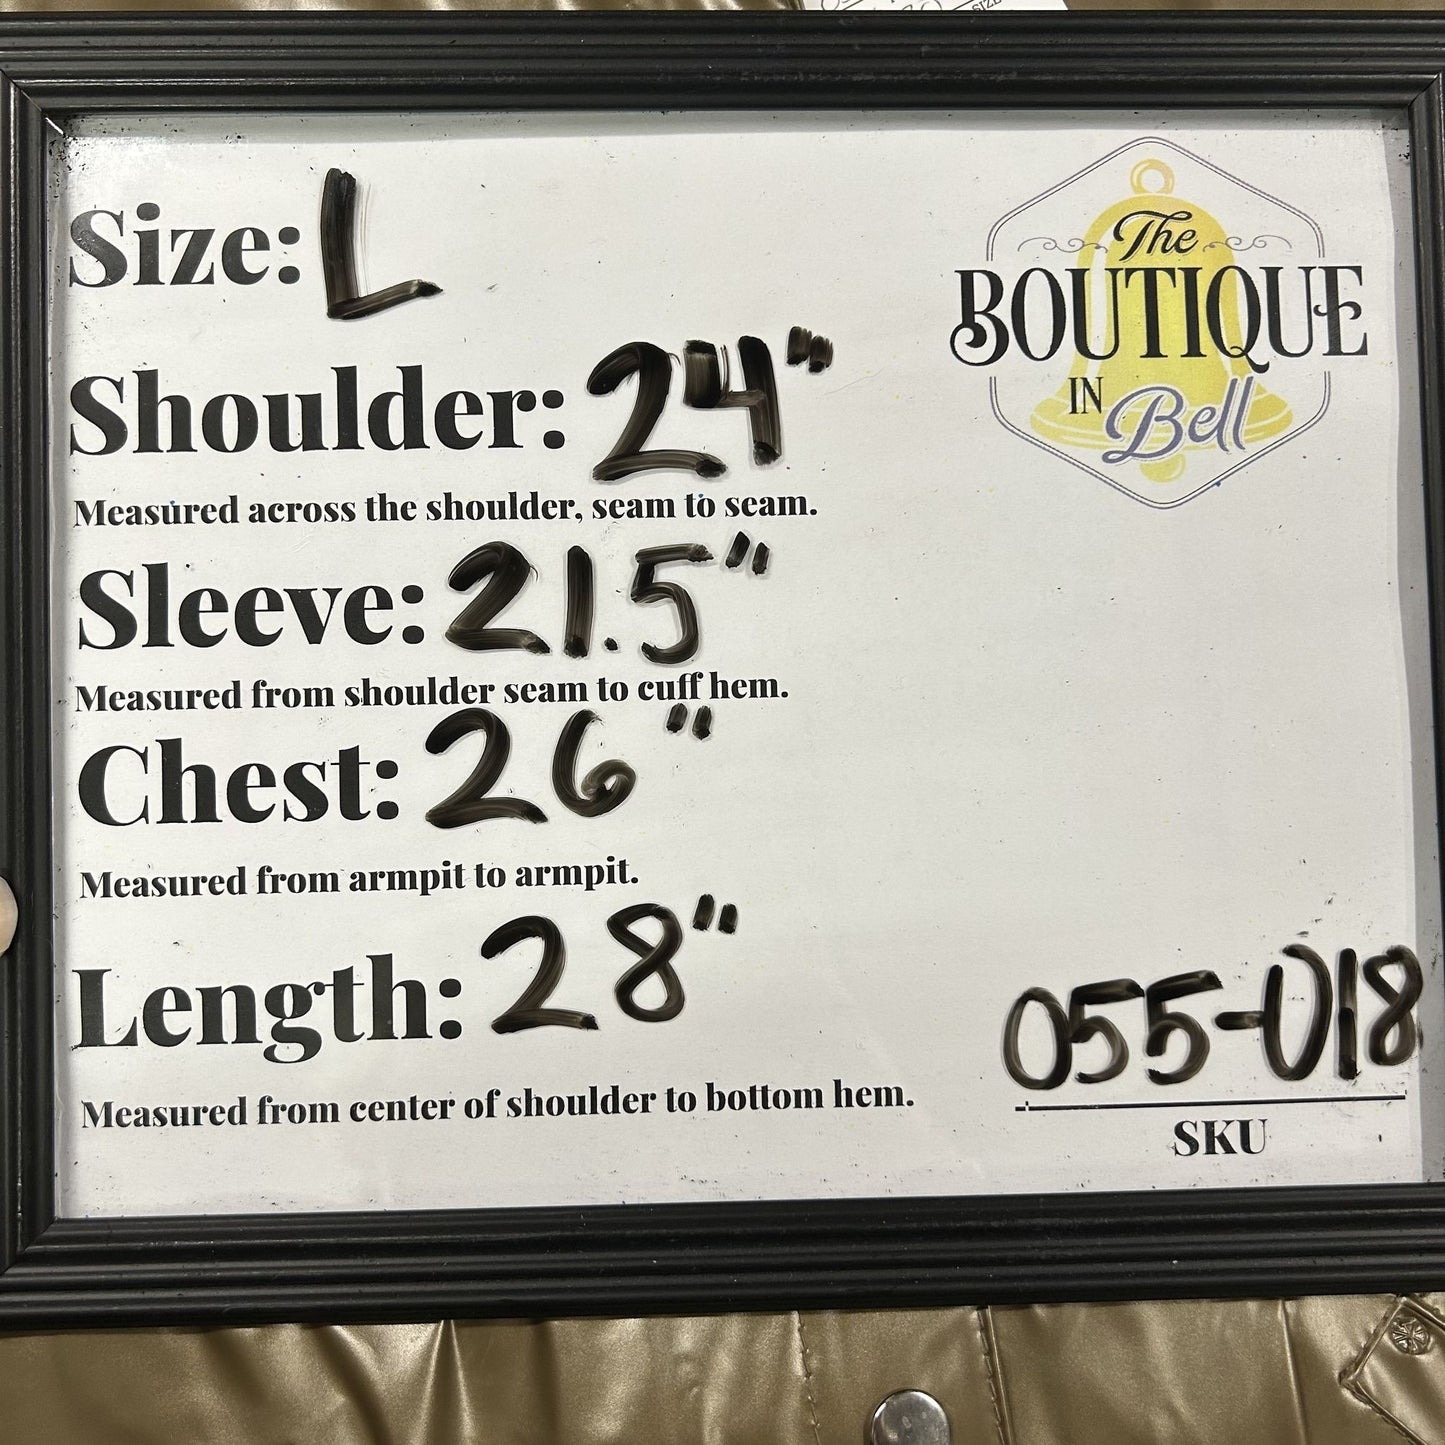 SIZE
Size: L
The
BOUTIQUE
IN Bell
Shoulder: 24"
Measured across the shoulder, seam to seam.
Sleeve: 21.5"
Measured from shoulder seam to cuff hem.
Chest: 26"
Measured from armpit to armpit.
Length: 28"
Measured from center of shoulder to bottom hem.
055-018
SKU